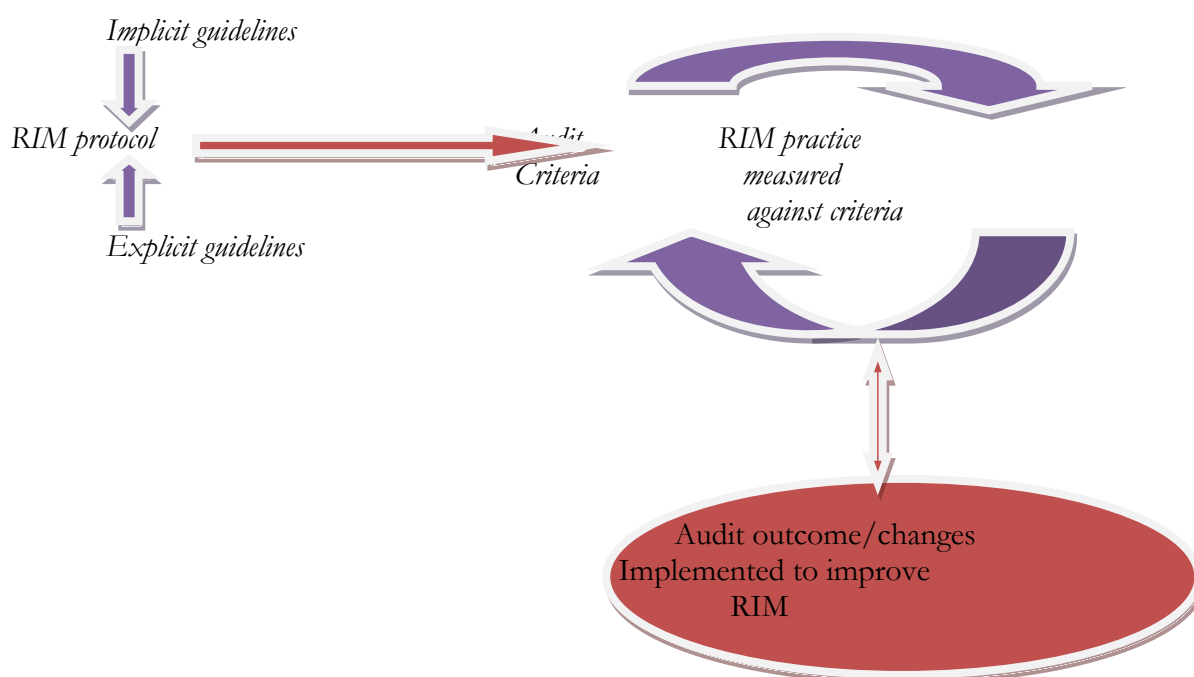 Implicit guidelines
RIM protocol
Audit
Criteria
RIM practice
measured
against criteria
Explicit guidelines
Audit outcome/changes
Implemented to improve
RIM